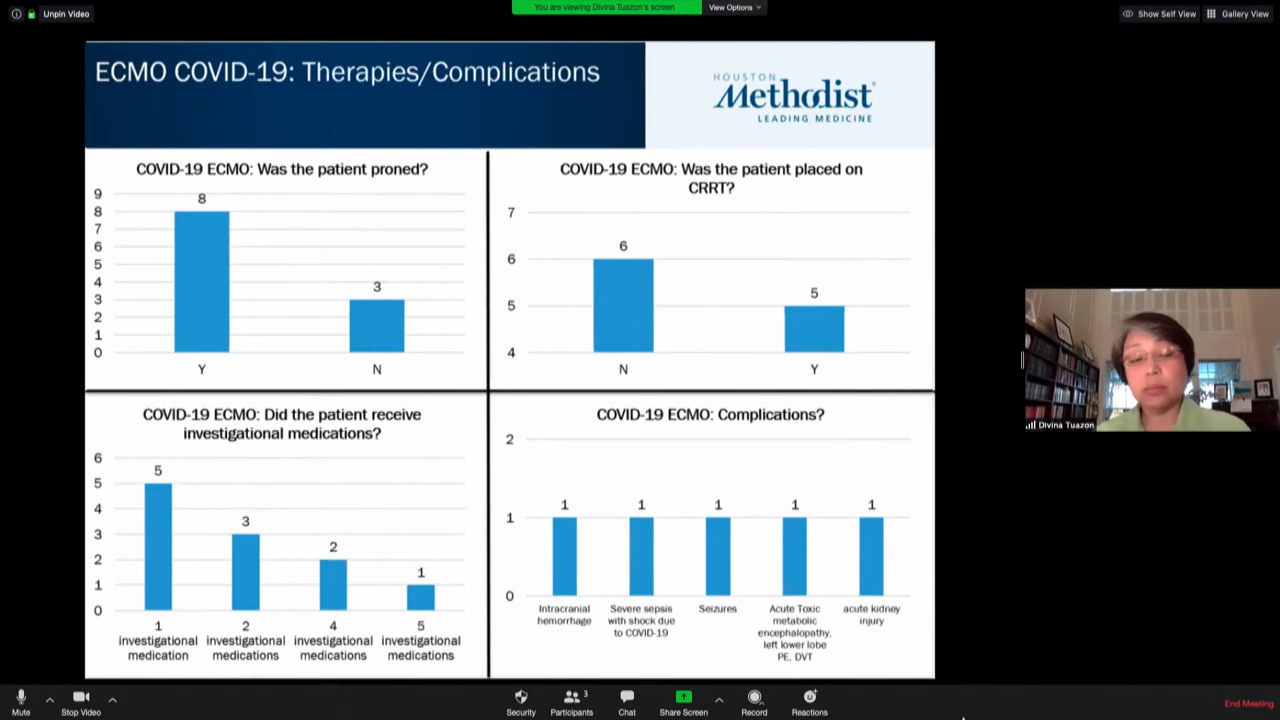 Unpin Video
You are viewing Divina Tuazon's screen
View Options
Show Self View
Gallery View
ECMO COVID-19: Therapies/Complications
HOUSTON
Methodist
LEADING MEDICINE
COVID-19 ECMO: Was the patient proned?
9
8
7
6
5
4
3
2
1
0
8
3
Y
N
COVID-19 ECMO: Was the patient placed on
CRRT?
7
6
5
4
6
5
N
Y
COVID-19 ECMO: Did the patient receive
investigational medications?
6
5
4
3
2
1
0
5
3
2
1
1
investigational
medication
2
investigational
medications
4
investigational
medications
5
investigational
medications
COVID-19 ECMO: Complications?
2
1
0
1
1
1
1
1
Intracranial
hemorrhage
Severe sepsis
with shock due
to COVID-19
Seizures
Acute Toxic
metabolic
encephalopathy,
left lower lobe
PE, DVT
acute kidney
injury
Divina Tuazon
Mute
Stop Video
Security
Participants
3
Chat
Share Screen
Record
Reactions
End Meeting